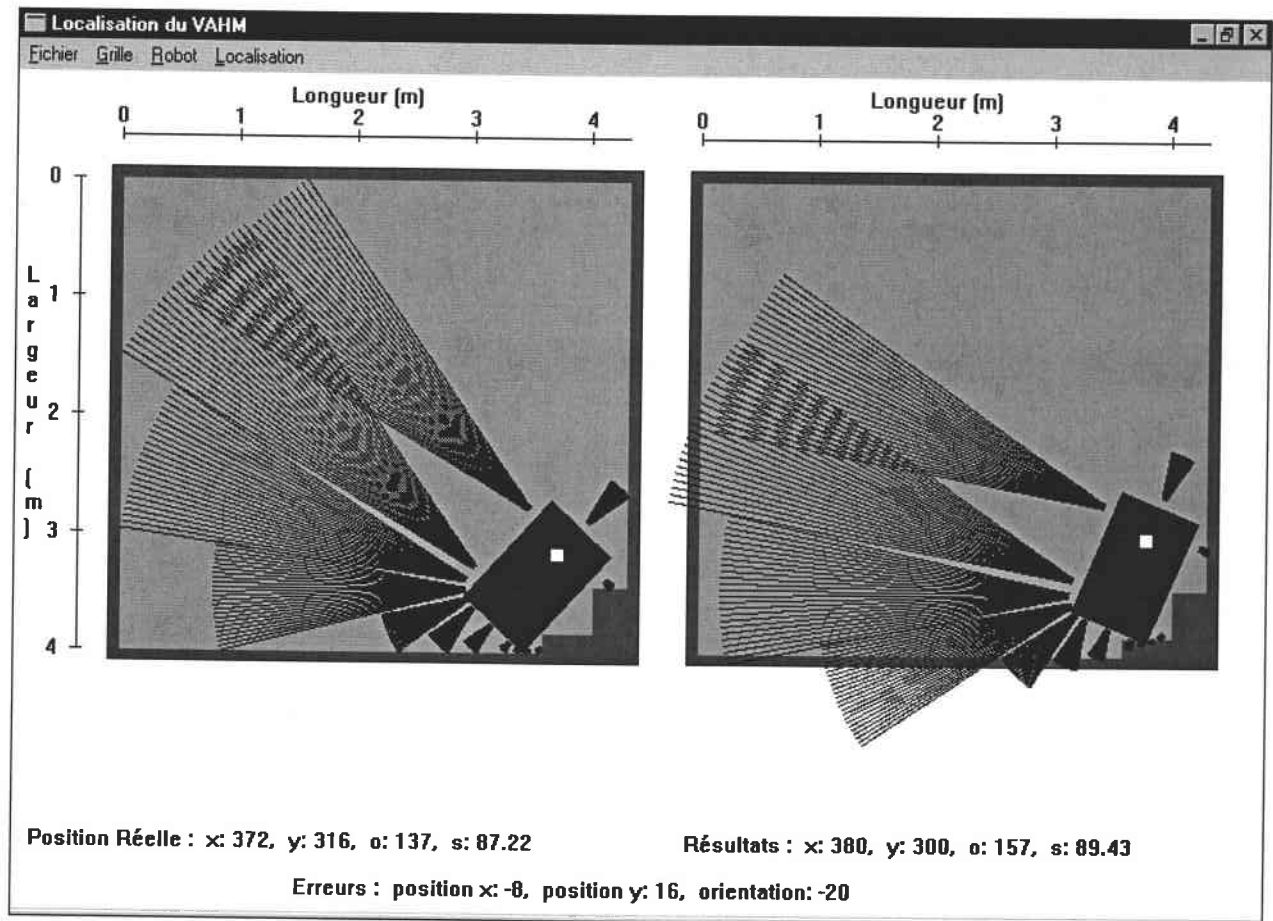 Localisation du VAHM
Fichier Grille Robot Localisation
Longueur (m)
0 1 2 3 4
Longueur (m)
0 1 2 3 4
Largeur (m)
0
1
2
3
4
Position Réelle : x: 372, y: 316, o: 137, s: 87.22
Résultats : x: 380, y: 300, o: 157, s: 89.43
Erreurs : position x: -8, position y: 16, orientation: -20